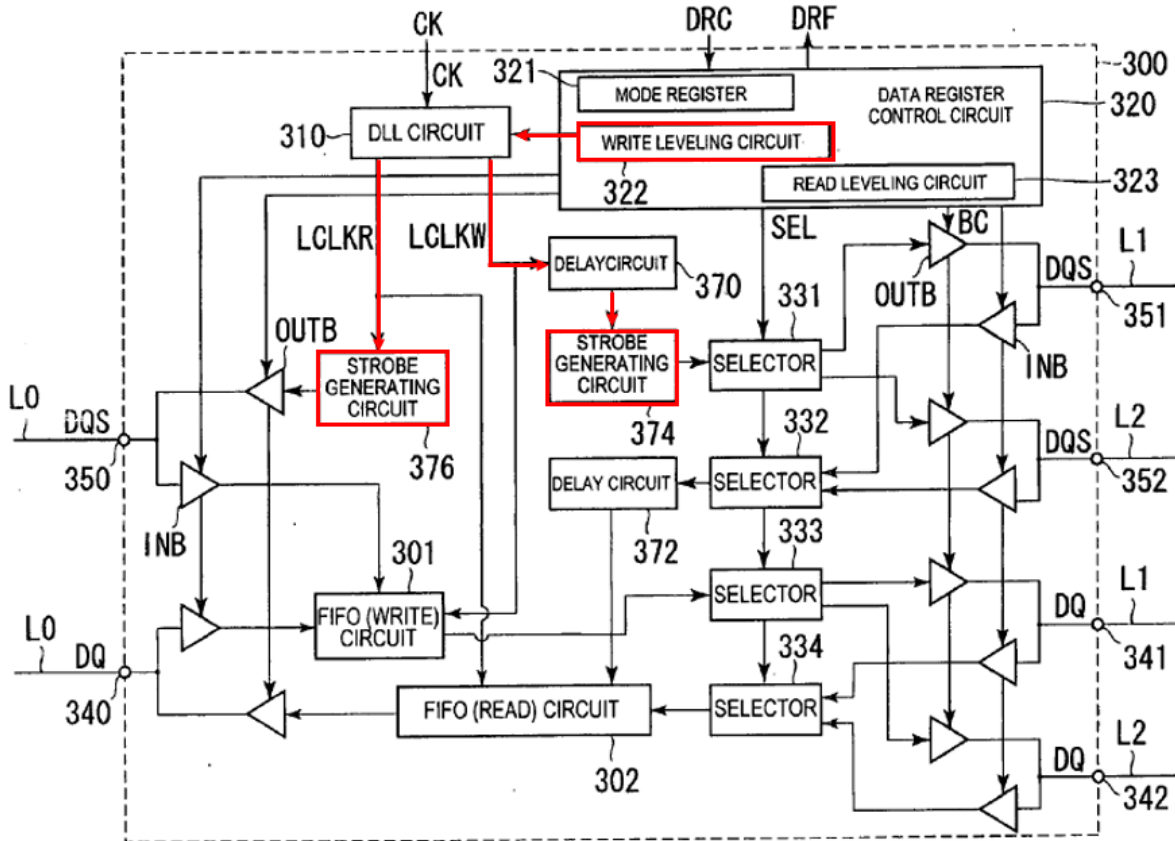 CK
DRC
DRF
300
321
MODE REGISTER
CK
DATA REGISTER
CONTROL CIRCUIT
320
310
DLL CIRCUIT
WRITE LEVELING CIRCUIT
322
READ LEVELING CIRCUIT
323
LCLKR
LCLKW
SEL
BC
L1
DELAYCIRCUIT
370
OUTB
DQS
351
331
OUTB
STROBE
GENERATING
CIRCUIT
STROBE
GENERATING
CIRCUIT
SELECTOR
INB
L0
DQS
350
376
374
332
L2
DQS
352
DELAY CIRCUIT
SELECTOR
INB
372
301
333
FIFO (WRITE)
CIRCUIT
SELECTOR
L1
DQ
341
L0
DQ
340
334
FIFO (READ) CIRCUIT
SELECTOR
302
L2
DQ
342